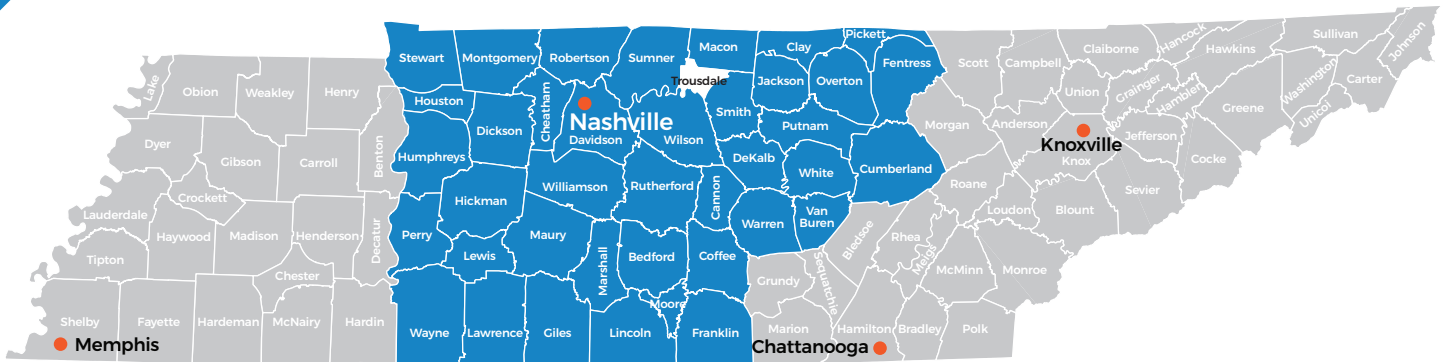 Stewart
Montgomery
Robertson
Sumner
Macon
Clay
Pickett
Fentress
Scott
Campbell
Claiborne
Hancock
Hawkins
Sullivan
Johnson
Lake
Obion
Weakley
Henry
Houston
Cheatham
Trousdale
Jackson
Overton
Union
Grainger
Hamblen
Greene
Washington
Carter
Unicoi
Dickson
Nashville
Davidson
Wilson
Smith
Putnam
Morgan
Anderson
Knoxville
Knox
Jefferson
Cocke
Dyer
Gibson
Carroll
Benton
Humphreys
Hickman
Williamson
Rutherford
Cannon
DeKalb
White
Cumberland
Roane
Loudon
Blount
Sevier
Lauderdale
Crockett
Haywood
Madison
Henderson
Decatur
Perry
Lewis
Maury
Marshall
Bedford
Coffee
Warren
Van
Buren
Bledsoe
Rhea
Meigs
McMinn
Monroe
Tipton
Chester
Moore
Grundy
Sequatchie
Shelby
Fayette
Hardeman
McNairy
Hardin
Wayne
Lawrence
Giles
Lincoln
Franklin
Marion
Hamilton
Bradley
Polk
Memphis
Chattanooga